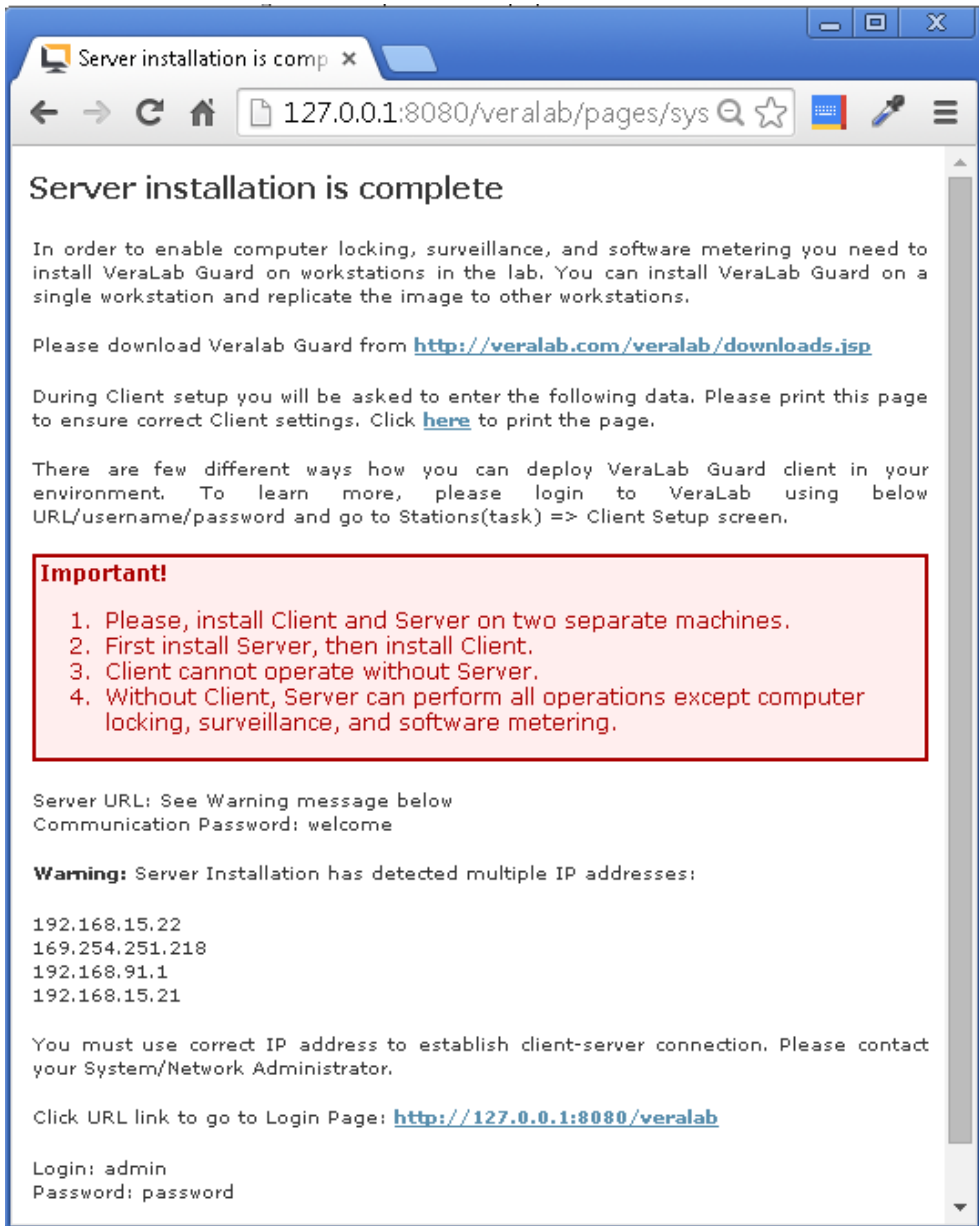 Server installation is comp
127.0.0.1:8080/veralab/pages/sys
Server installation is complete
In order to enable computer locking, surveillance, and software metering you need to
install VeraLab Guard on workstations in the lab. You can install VeraLab Guard on a
single workstation and replicate the image to other workstations.
Please download Veralab Guard from http://veralab.com/veralab/downloads.jsp
During Client setup you will be asked to enter the following data. Please print this page
to ensure correct Client settings. Click here to print the page.
There are few different ways how you can deploy VeraLab Guard client in your
environment. To learn more, please login to VeraLab using below
URL/username/password and go to Stations(task) => Client Setup screen.
Important!
1. Please, install Client and Server on two separate machines.
2. First install Server, then install Client.
3. Client cannot operate without Server.
4. Without Client, Server can perform all operations except computer
locking, surveillance, and software metering.
Server URL: See Warning message below
Communication Password: welcome
Warning: Server Installation has detected multiple IP addresses:
192.168.15.22
169.254.251.218
192.168.91.1
192.168.15.21
You must use correct IP address to establish client-server connection. Please contact
your System/Network Administrator.
Click URL link to go to Login Page: http://127.0.0.1:8080/veralab
Login: admin
Password: password